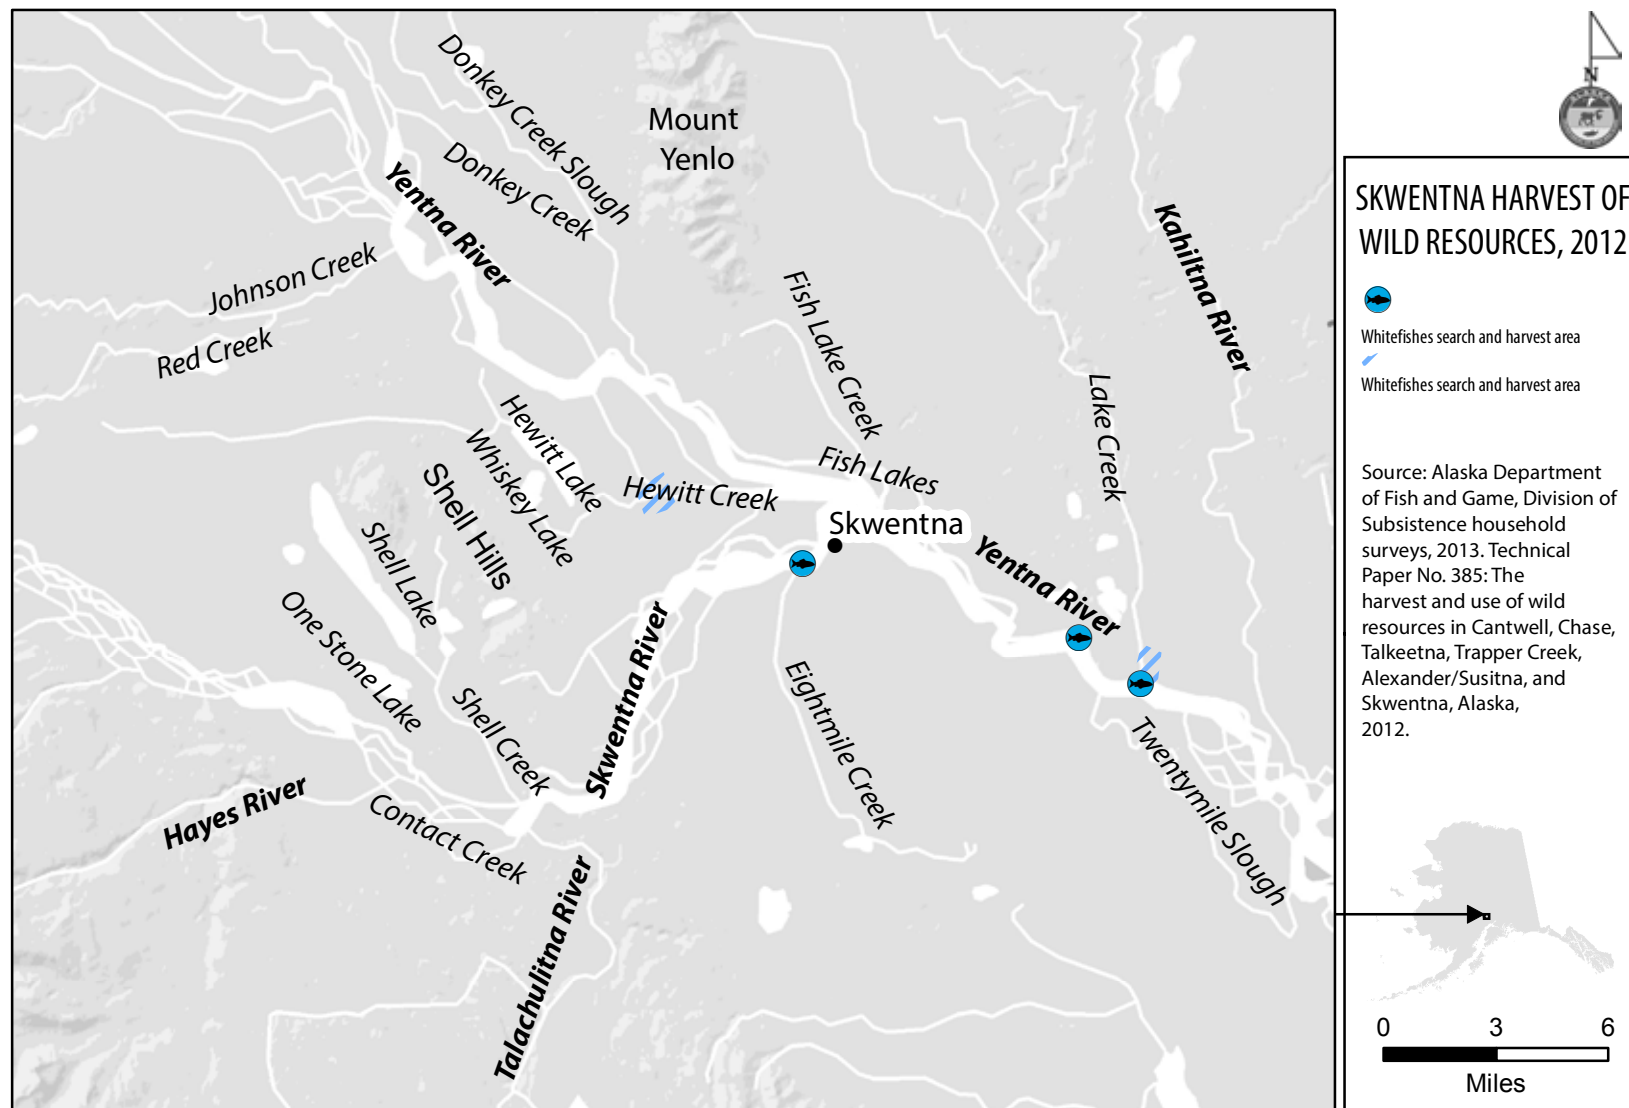 Donkey Creek Slough
Donkey Creek
Mount
Yenlo
Yentna River
Kahiltna River
Johnson Creek
Red Creek
Fish Lake Creek
Lake Creek
Hewitt Lake
Whiskey Lake
Shell Hills
Fish Lakes
Hewitt Creek
Skwentna
Shell Lake
Yentna River
One Stone Lake
Skwentna River
Shell Creek
Eightmile Creek
Twentymile Slough
Hayes River
Contact Creek
Talachulitna River
N
ALASKA
SKWENTNA HARVEST OF
WILD RESOURCES, 2012
Whitefishes search and harvest area
Whitefishes search and harvest area
Source: Alaska Department
of Fish and Game, Division of
Subsistence household
surveys, 2013. Technical
Paper No. 385: The
harvest and use of wild
resources in Cantwell, Chase,
Talkeetna, Trapper Creek,
Alexander/Susitna, and
Skwentna, Alaska,
2012.
0 3 6
Miles